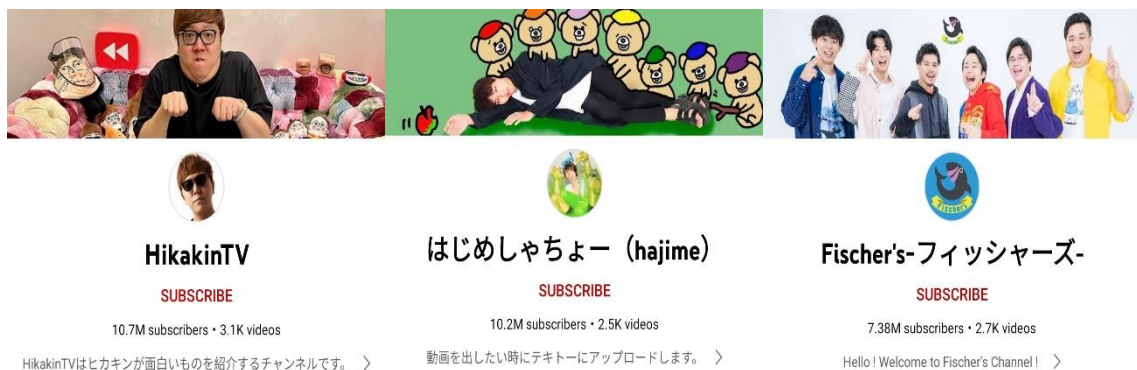 HikakinTV
SUBSCRIBE
10.7M subscribers • 3.1K videos
HikakinTVはヒカキンが面白いものを紹介するチャンネルです。
はじめしゃちょー（hajime）
SUBSCRIBE
10.2M subscribers • 2.5K videos
動画を出したい時にテキトーにアップロードします。
Fischer's
Fischer's-フィッシャーズ-
SUBSCRIBE
7.38M subscribers • 2.7K videos
Hello ! Welcome to Fischer's Channel !